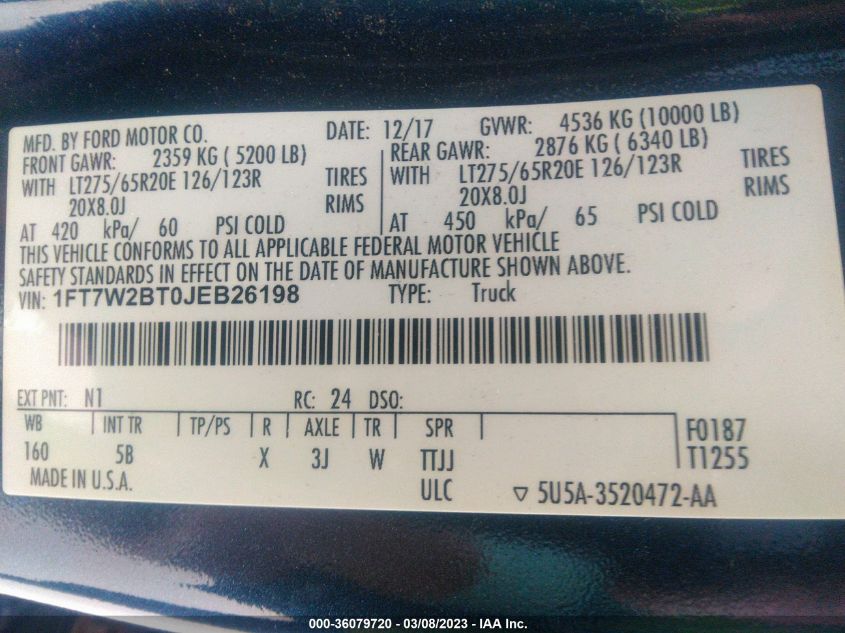 MFD. BY FORD MOTOR CO. DATE: 12/17 GVWR: 4536 KG (10000 LB)
FRONT GAWR: 2359 KG ( 5200 LB) REAR GAWR: 2876 KG ( 6340 LB)
WITH LT275/65R20E 126/123R TIRES WITH LT275/65R20E 126/123R TIRES
20X8.0J RIMS 20X8.0J RIMS
AT 420 kPa/ 60 PSI COLD AT 450 kPa/ 65 PSI COLD
THIS VEHICLE CONFORMS TO ALL APPLICABLE FEDERAL MOTOR VEHICLE
SAFETY STANDARDS IN EFFECT ON THE DATE OF MANUFACTURE SHOWN ABOVE.
VIN: 1FT7W2BT0JEB26198 TYPE: Truck
EXT PNT: N1 RC: 24 DSO:
WB INT TR TP/PS R AXLE TR SPR F0187
160 5B X 3J W TTJJ T1255
MADE IN U.S.A. ULC ▽ 5U5A-3520472-AA
000-36079720 - 03/08/2023 - IAA Inc.